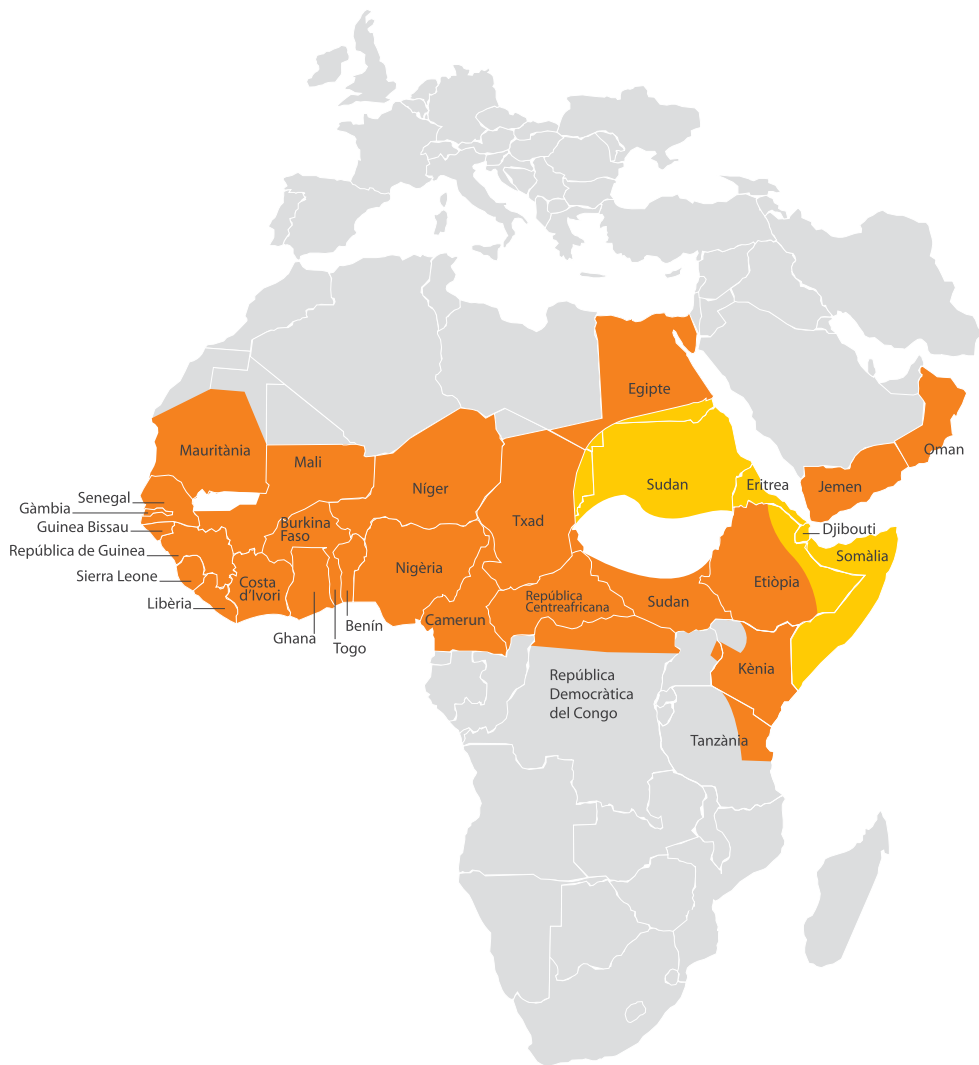 Egipte
Mauritània
Oman
Mali
Sudan
Eritrea
Jemen
Níger
Senegal
Gàmbia
Txad
Burkina
Faso
Guinea Bissau
Djibouti
República de Guinea
Somàlia
Nigèria
Sierra Leone
Costa
d'Ivori
Etiòpia
República
Centreafricana
Sudan
Libèria
Camerun
Benín
Ghana
Togo
Kènia
República
Democràtica
del Congo
Tanzània